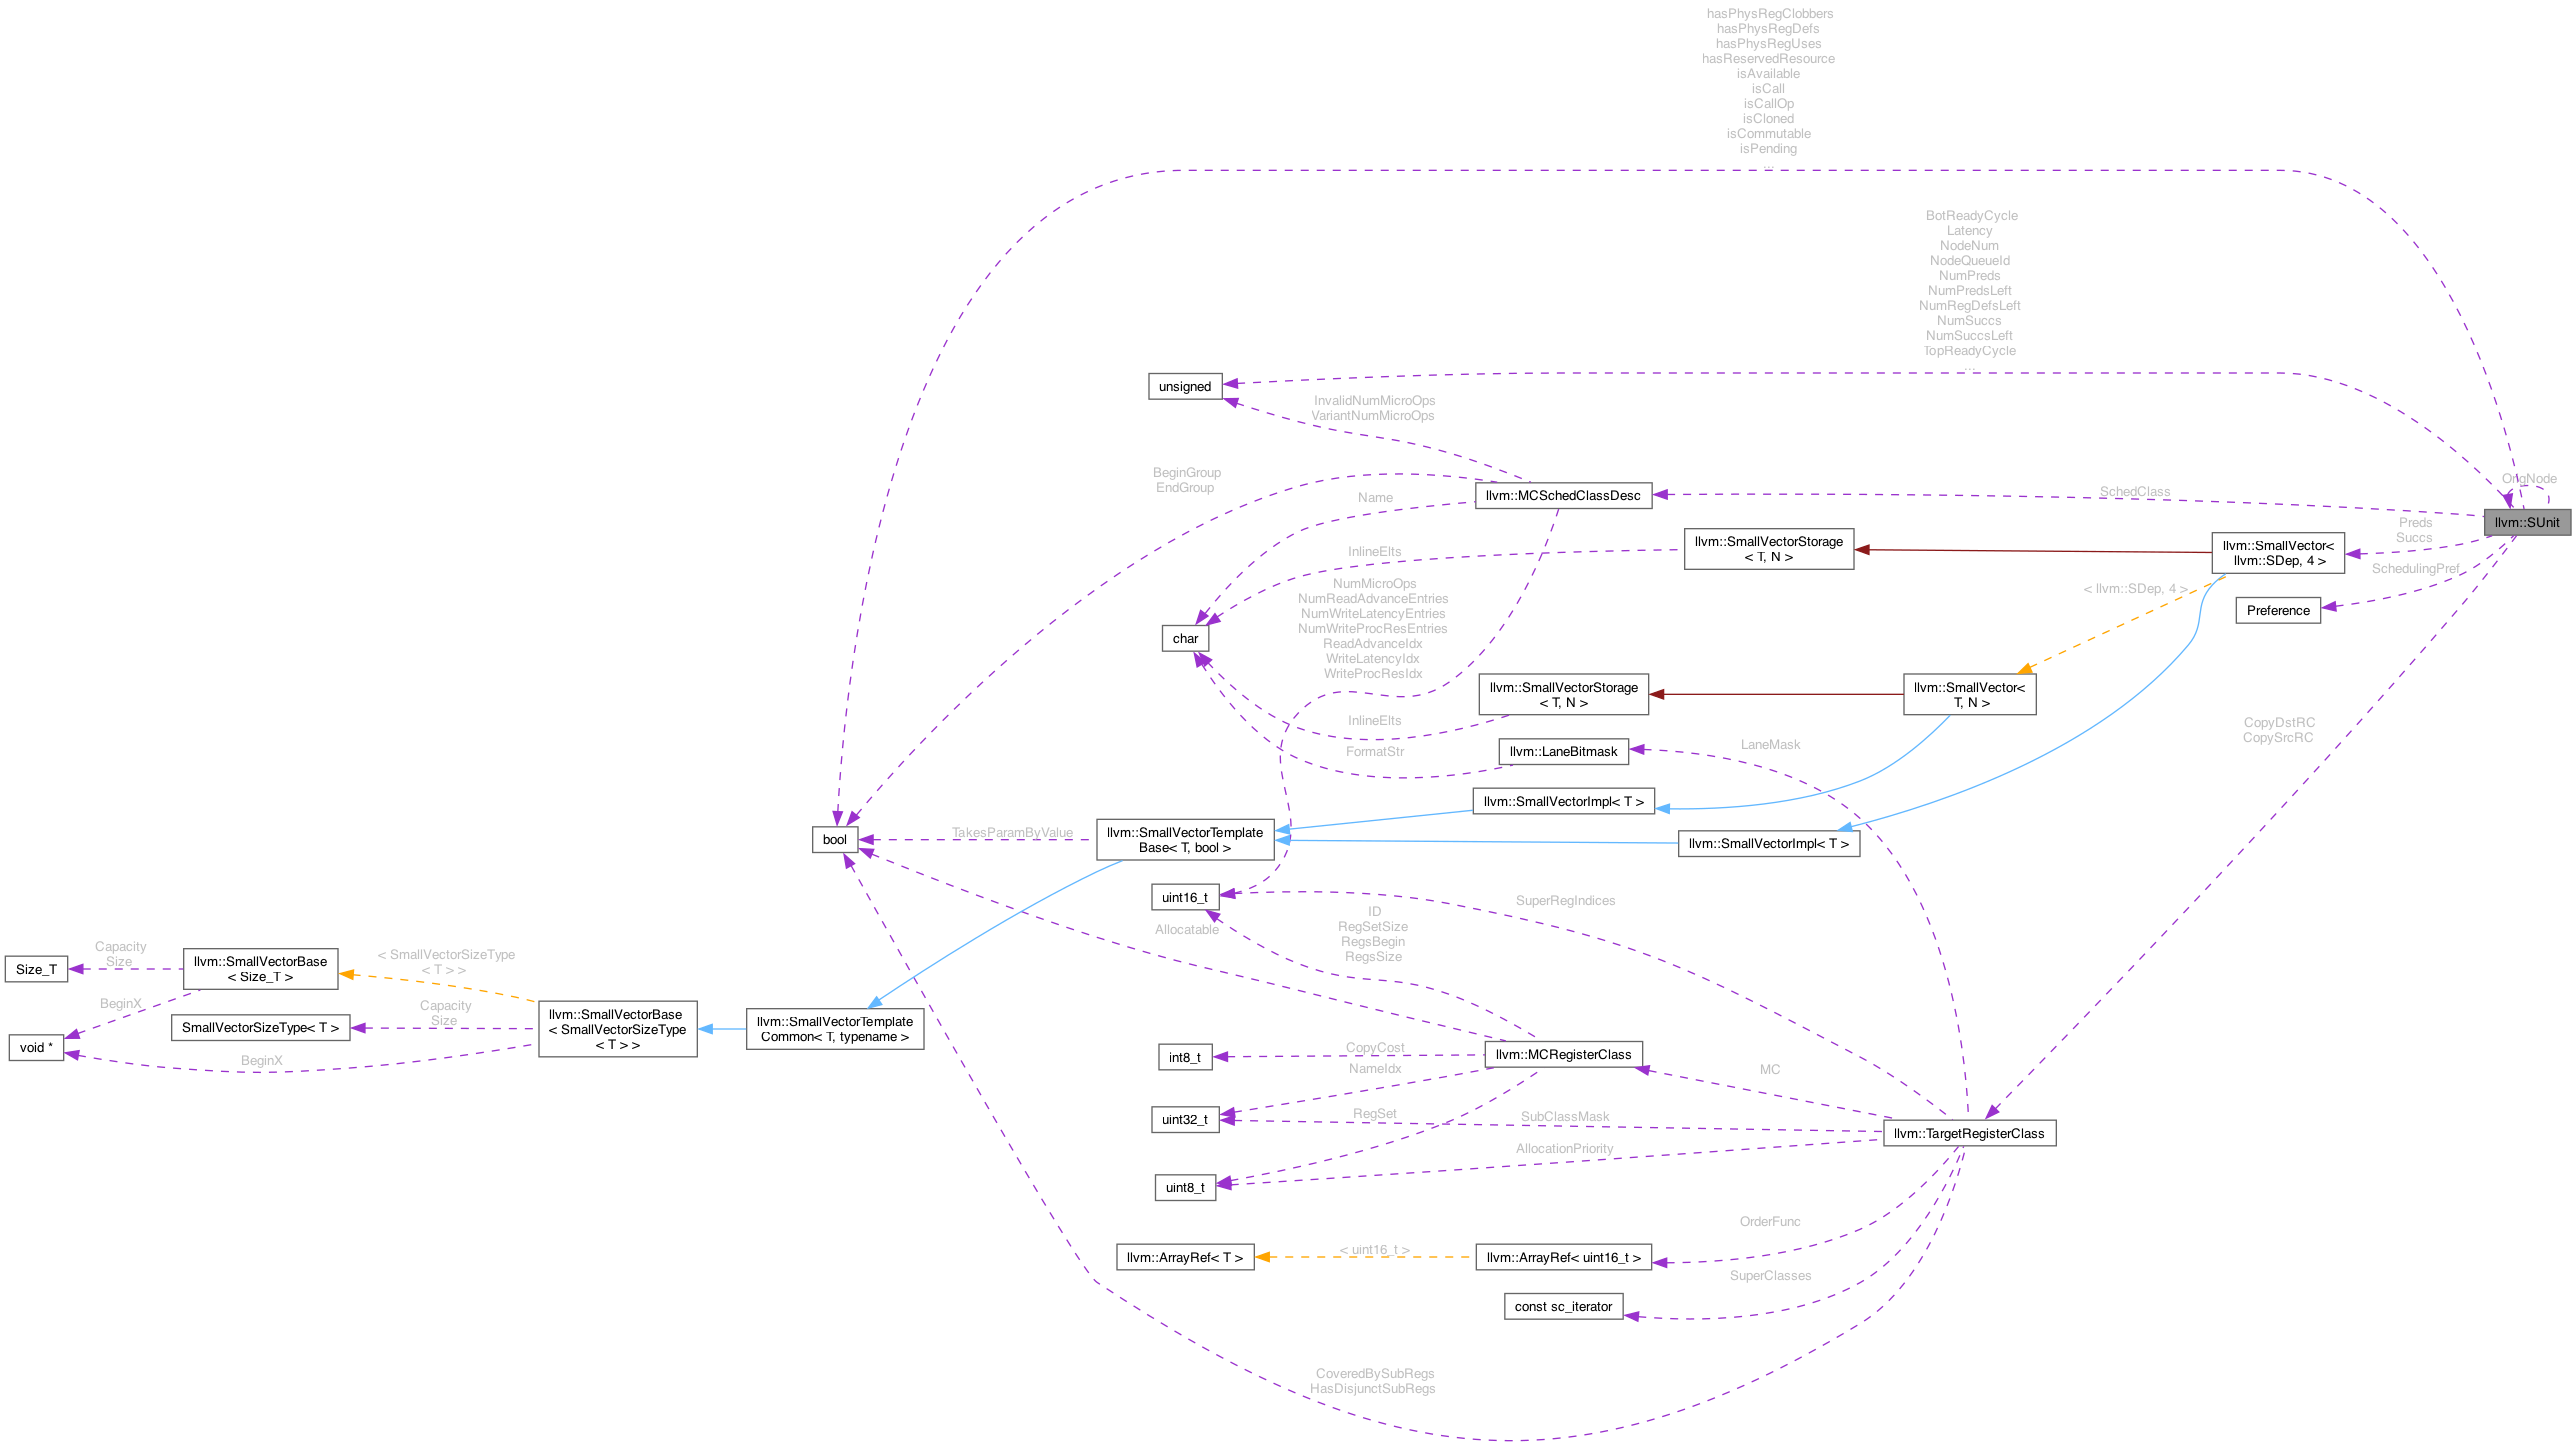 hasPhysRegClobbers
hasPhysRegDefs
hasPhysRegUses
hasReservedResource
isAvailable
isCall
isCallOp
isCloned
isCommutable
isPending
...
BotReadyCycle
Latency
NodeNum
NodeQueueId
NumPreds
NumPredsLeft
NumRegDefsLeft
NumSuccs
NumSuccsLeft
TopReadyCycle
...
unsigned
InvalidNumMicroOps
VariantNumMicroOps
BeginGroup
EndGroup
Name
llvm::MCSchedClassDesc
SchedClass
OrigNode
llvm::SUnit
Preds
Succs
InlineElts
llvm::SmallVectorStorage
< T, N >
llvm::SmallVector<
llvm::SDep, 4 >
SchedulingPref
< llvm::SDep, 4 >
Preference
NumMicroOps
NumReadAdvanceEntries
NumWriteLatencyEntries
NumWriteProcResEntries
ReadAdvanceIdx
WriteLatencyIdx
WriteProcResIdx
char
llvm::SmallVectorStorage
< T, N >
llvm::SmallVector<
T, N >
InlineElts
FormatStr
llvm::LaneBitmask
LaneMask
CopyDstRC
CopySrcRC
llvm::SmallVectorImpl< T >
bool
TakesParamByValue
llvm::SmallVectorTemplate
Base< T, bool >
llvm::SmallVectorImpl< T >
uint16_t
SuperRegIndices
Allocatable
ID
RegSetSize
RegsBegin
RegsSize
Size_T
Capacity
Size
llvm::SmallVectorBase
< Size_T >
< SmallVectorSizeType
< T > >
BeginX
void *
SmallVectorSizeType< T >
Capacity
Size
BeginX
llvm::SmallVectorBase
< SmallVectorSizeType
< T > >
llvm::SmallVectorTemplate
Common< T, typename >
int8_t
CopyCost
NameIdx
llvm::MCRegisterClass
MC
uint32_t
RegSet
SubClassMask
llvm::TargetRegisterClass
AllocationPriority
uint8_t
OrderFunc
llvm::ArrayRef< T >
< uint16_t >
llvm::ArrayRef< uint16_t >
SuperClasses
const sc_iterator
CoveredBySubRegs
HasDisjunctSubRegs